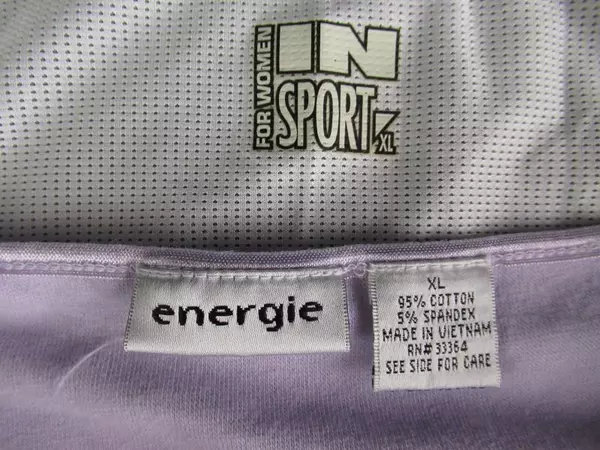 FOR WOMEN
IN
SPORT
XL
energie
XL
95% COTTON
5% SPANDEX
MADE IN VIETNAM
RN# 33364
SEE SIDE FOR CARE